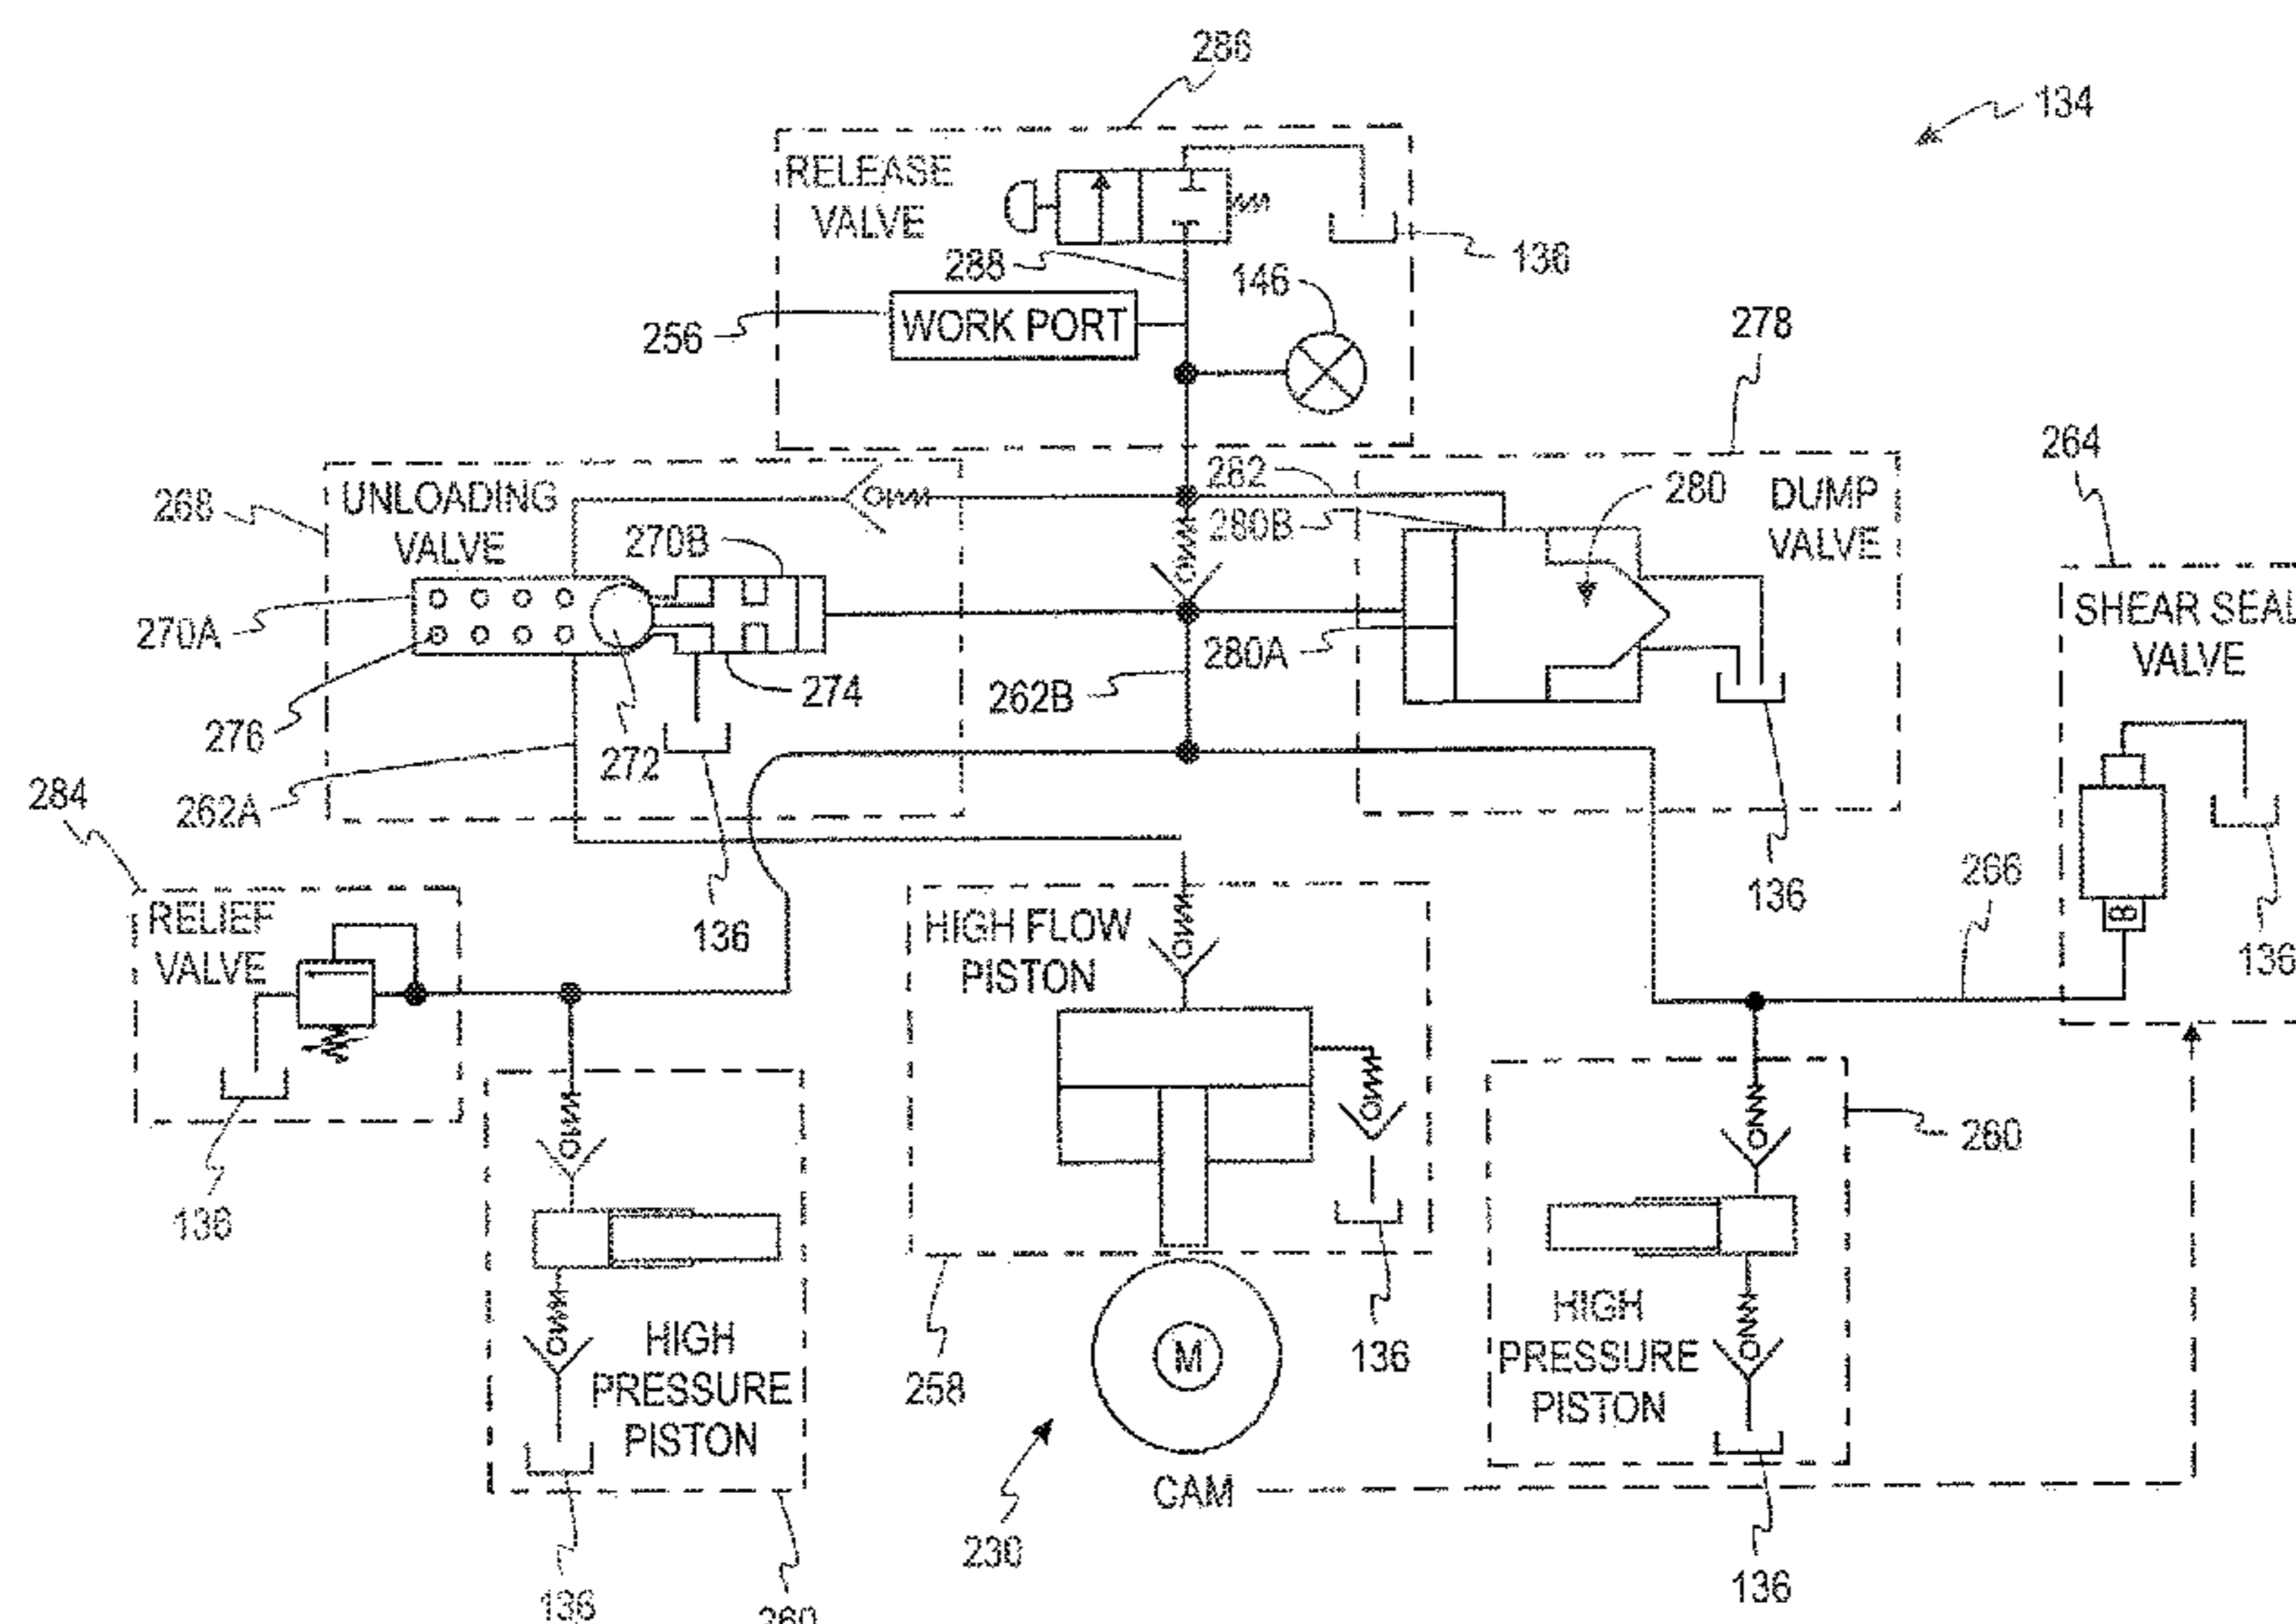 286
134
RELEASE
VALVE
288
136
146
256
WORK PORT
278
264
268
UNLOADING
VALVE
282
280
DUMP
VALVE
270B
280B
270A
SHEAR SEAL
VALVE
280A
274
262B
276
272
284
262A
136
136
266
RELIEF
VALVE
HIGH FLOW
PISTON
136
136
260
HIGH
PRESSURE
PISTON
258
M
136
HIGH
PRESSURE
PISTON
CAM
230
136
136
260